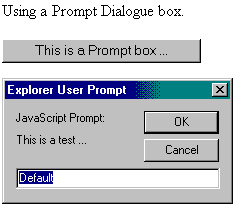 Using a Prompt Dialogue box.
This is a Prompt box ...
Explorer User Prompt
JavaScript Prompt:
OK
This is a test ...
Cancel
Default